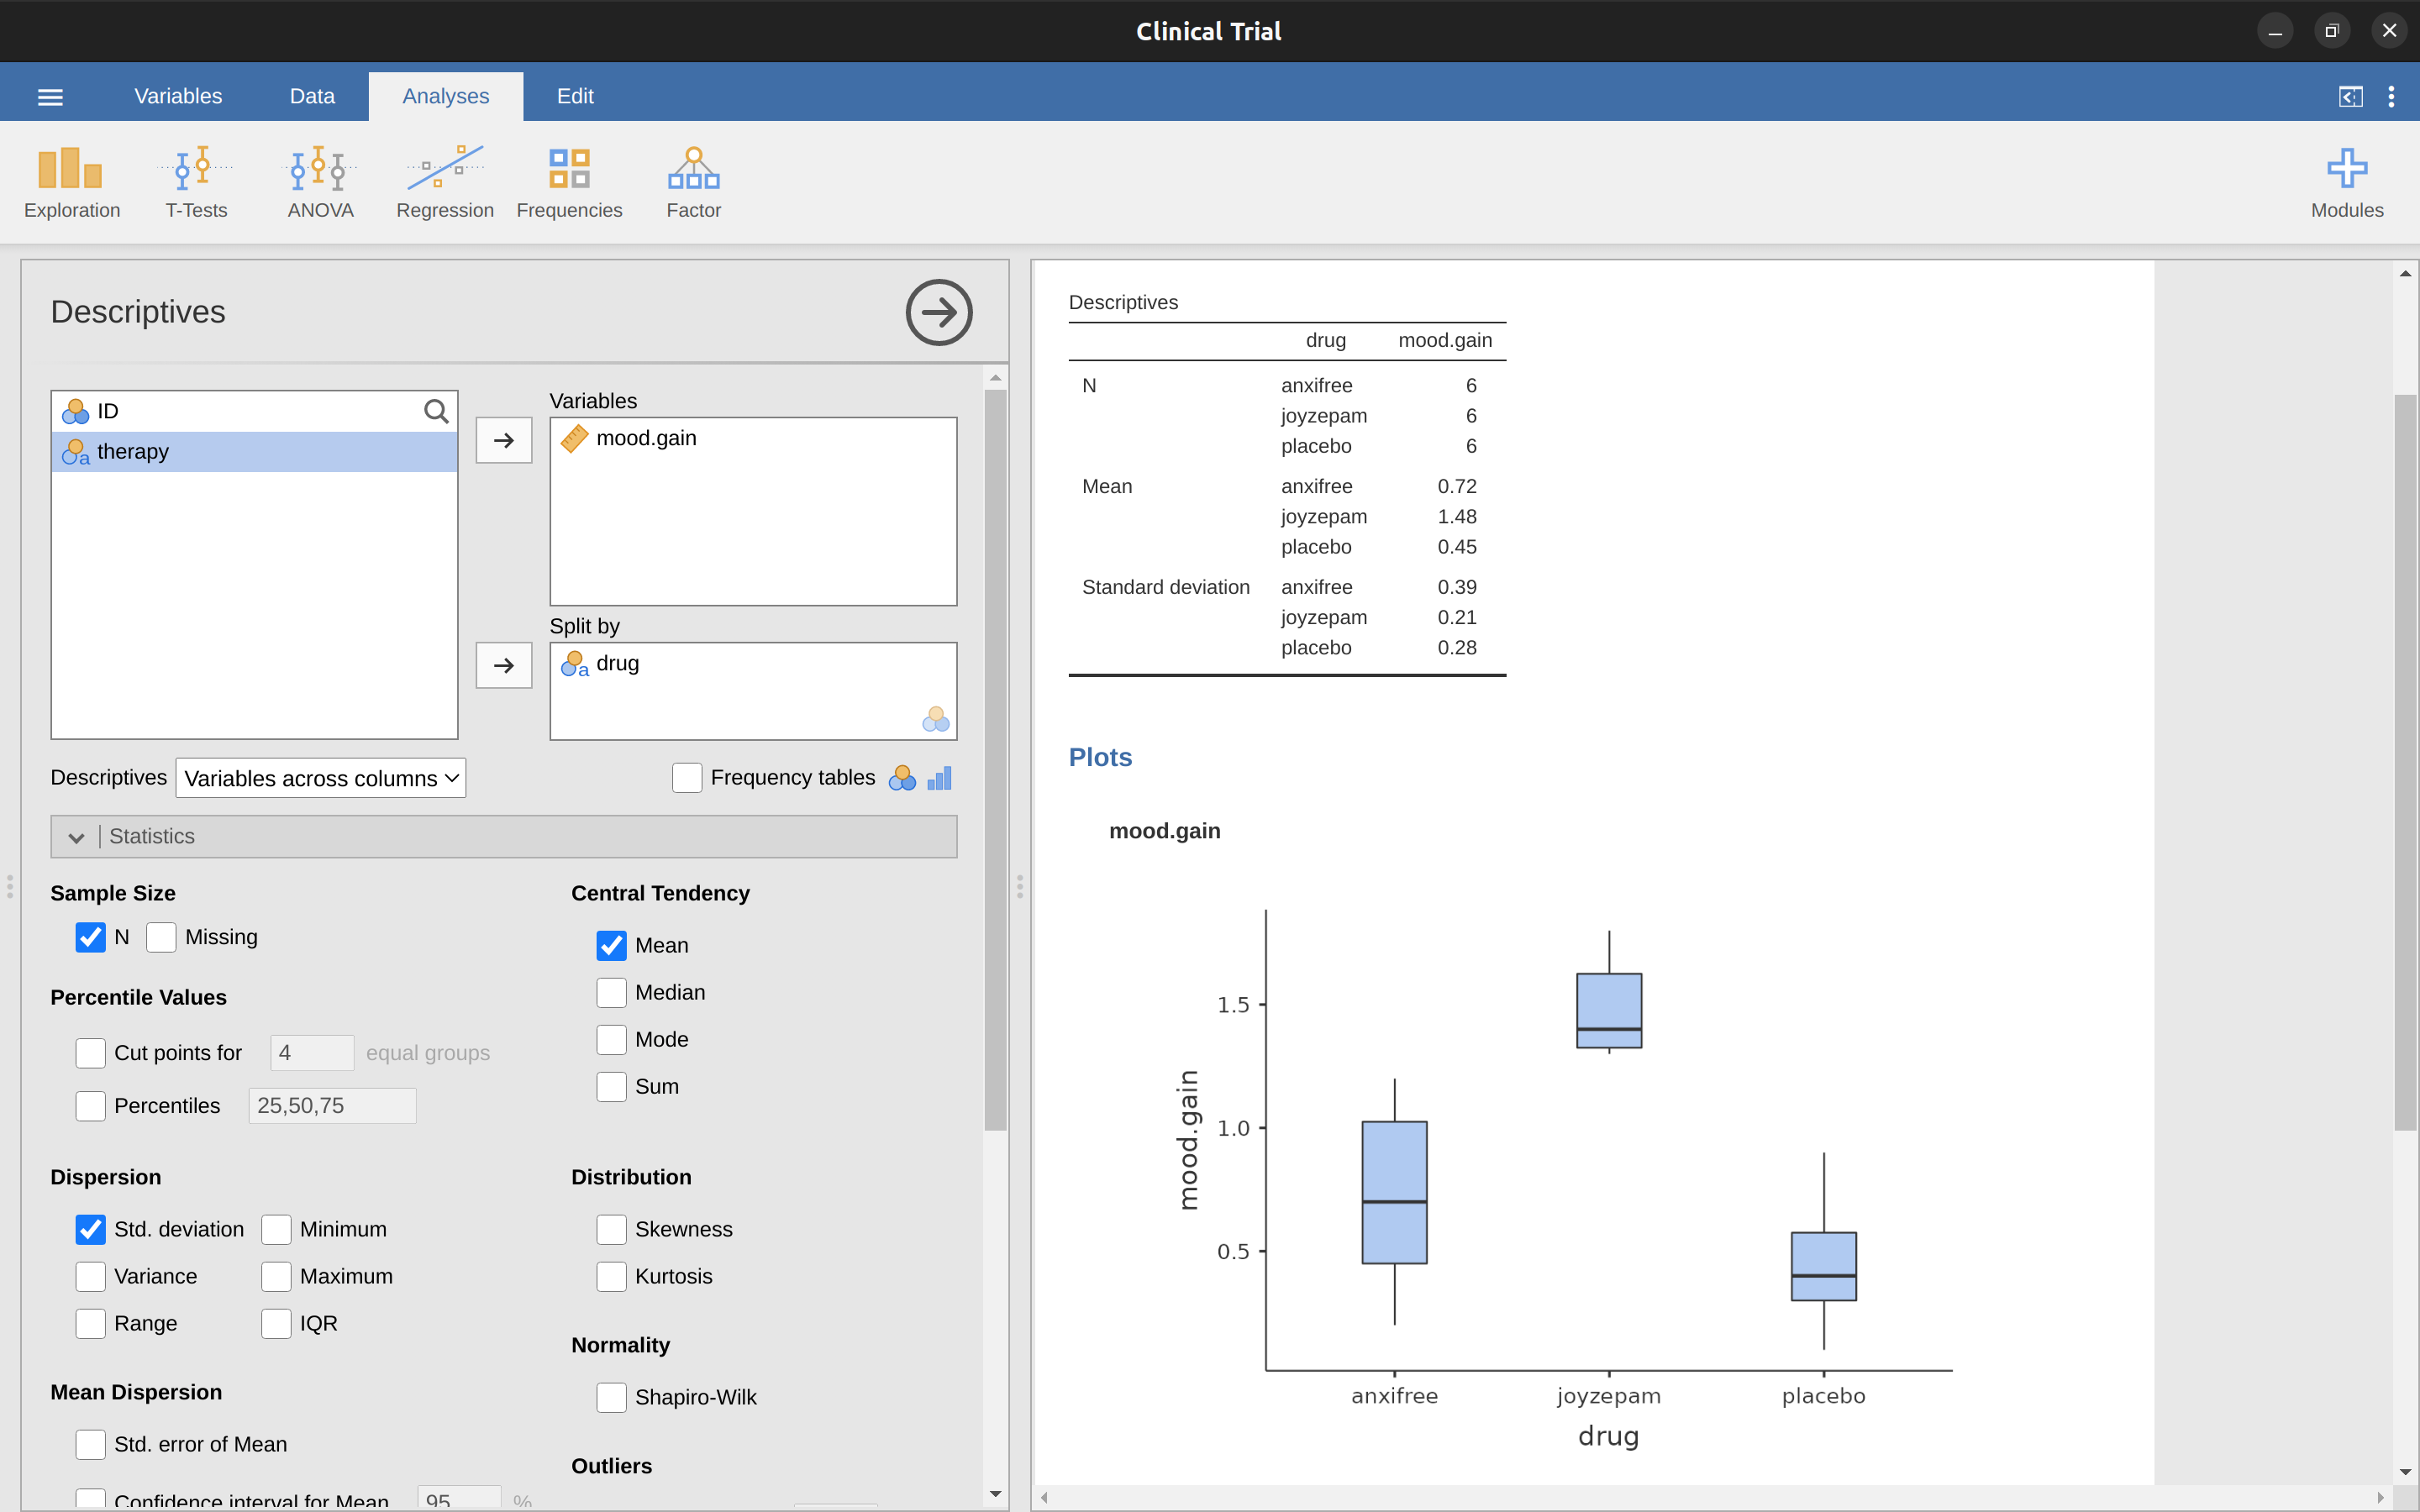 Clinical Trial
Variables Data Analyses Edit
Exploration T-Tests ANOVA Regression Frequencies Factor Modules
Descriptives
ID
a therapy
Variables
mood.gain
Split by
a drug
Descriptives Variables across columns Frequency tables
Statistics
Sample Size
N Missing
Percentile Values
Cut points for 4 equal groups
Percentiles 25,50,75
Dispersion
Std. deviation Minimum
Variance Maximum
Range IQR
Mean Dispersion
Std. error of Mean
Confidence interval for Mean 95 %
Central Tendency
Mean
Median
Mode
Sum
Distribution
Skewness
Kurtosis
Normality
Shapiro-Wilk
Outliers
Descriptives
drug mood.gain
N anxifree 6
joyzepam 6
placebo 6
Mean anxifree 0.72
joyzepam 1.48
placebo 0.45
Standard deviation anxifree 0.39
joyzepam 0.21
placebo 0.28
Plots
mood.gain
mood.gain
1.5
1.0
0.5
anxifree joyzepam placebo
drug